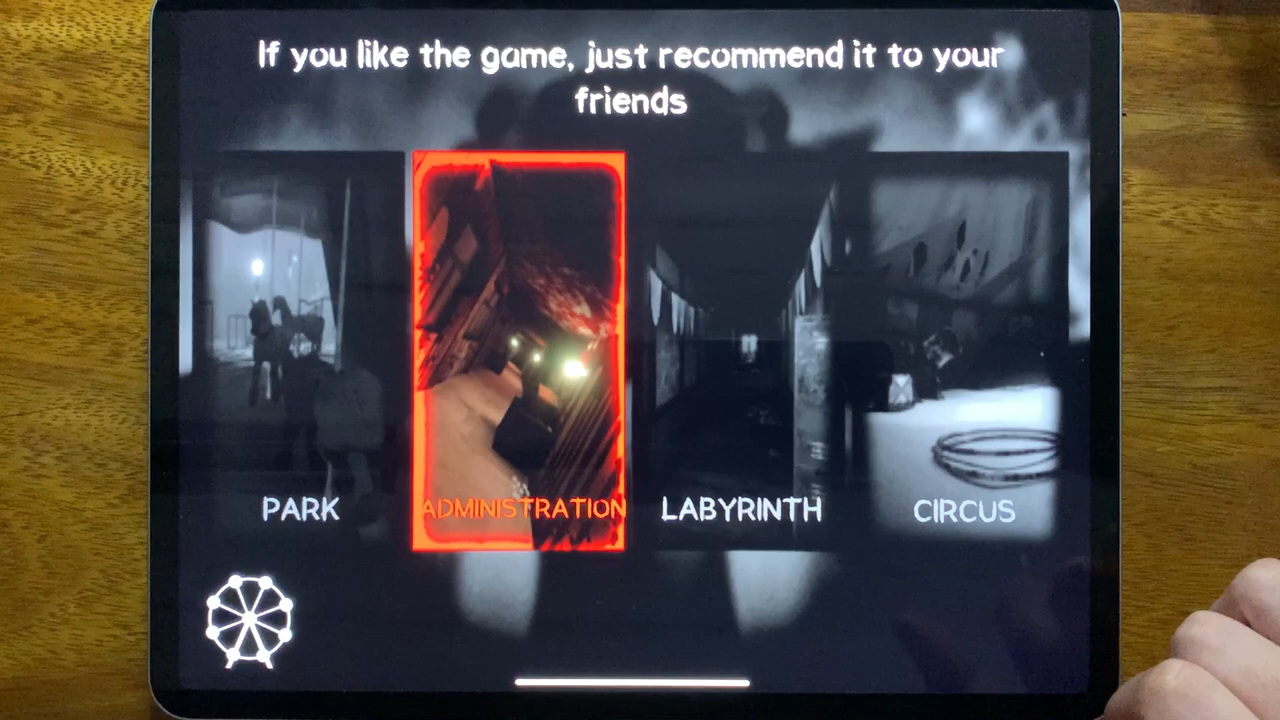 If you like the game, just recommend it to your
friends
PARK
ADMINISTRATION
LABYRINTH
CIRCUS